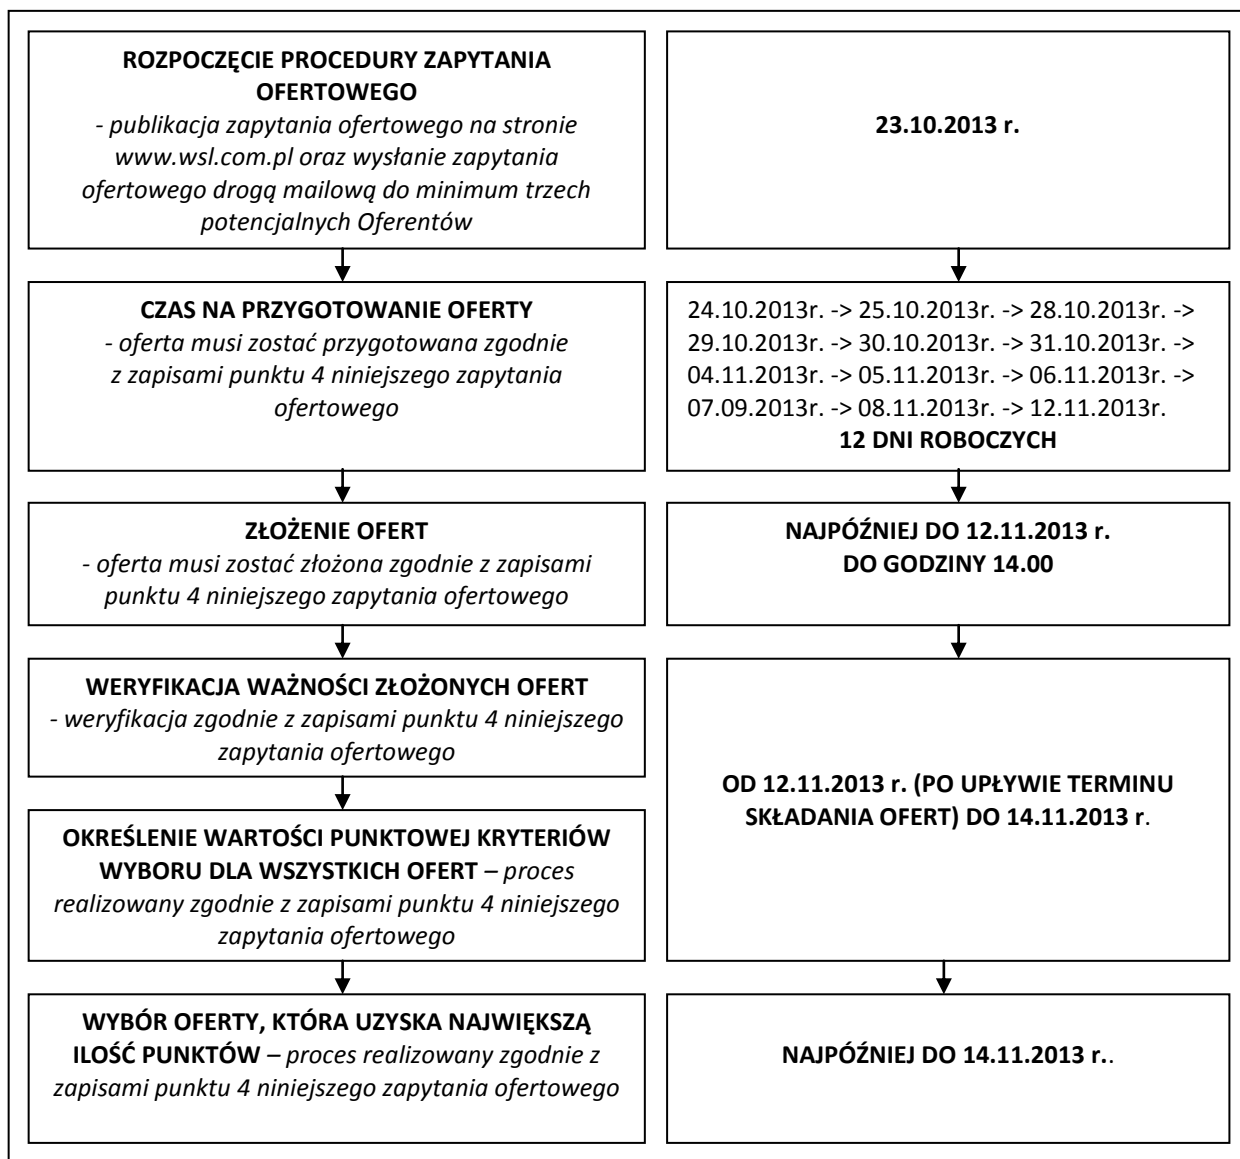 ROZPOCZĘCIE PROCEDURY ZAPYTANIA
OFERTOWEGO
- publikacja zapytania ofertowego na stronie
www.wsl.com.pl oraz wysłanie zapytania
ofertowego drogą mailową do minimum trzech
potencjalnych Oferentów
23.10.2013 r.
CZAS NA PRZYGOTOWANIE OFERTY
- oferta musi zostać przygotowana zgodnie
z zapisami punktu 4 niniejszego zapytania
ofertowego
24.10.2013r. -> 25.10.2013r. -> 28.10.2013r. ->
29.10.2013r. -> 30.10.2013r. -> 31.10.2013r. ->
04.11.2013r. -> 05.11.2013r. -> 06.11.2013r. ->
07.09.2013r. -> 08.11.2013r. -> 12.11.2013r.
12 DNI ROBOCZYCH
ZŁOŻENIE OFERT
- oferta musi zostać złożona zgodnie z zapisami
punktu 4 niniejszego zapytania ofertowego
NAJPÓŹNIEJ DO 12.11.2013 r.
DO GODZINY 14.00
WERYFIKACJA WAŻNOŚCI ZŁOŻONYCH OFERT
- weryfikacja zgodnie z zapisami punktu 4 niniejszego
zapytania ofertowego
OKREŚLENIE WARTOŚCI PUNKTOWEJ KRYTERIÓW
WYBORU DLA WSZYSTKICH OFERT – proces
realizowany zgodnie z zapisami punktu 4 niniejszego
zapytania ofertowego
OD 12.11.2013 r. (PO UPŁYWIE TERMINU
SKŁADANIA OFERT) DO 14.11.2013 r.
WYBÓR OFERTY, KTÓRA UZYSKA NAJWIĘKSZĄ
ILOŚĆ PUNKTÓW – proces realizowany zgodnie z
zapisami punktu 4 niniejszego zapytania ofertowego
NAJPÓŹNIEJ DO 14.11.2013 r..